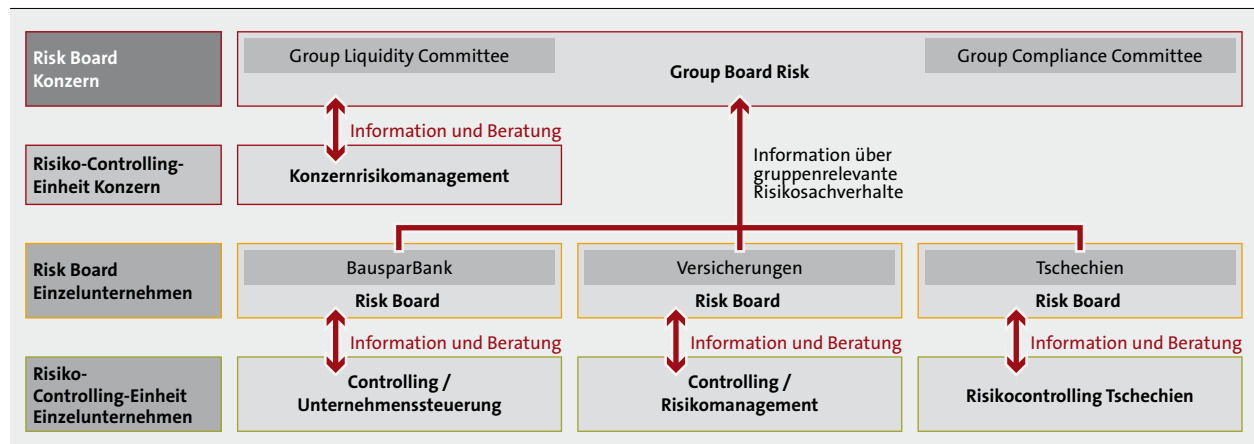 Risk Board
Konzern
Group Liquidity Committee
Group Board Risk
Group Compliance Committee
Information und Beratung
Risiko-Controlling-
Einheit Konzern
Konzernrisikomanagement
Information über
gruppenrelevante
Risikosachverhalte
Risk Board
Einzelunternehmen
BausparBank
Risk Board
Versicherungen
Risk Board
Tschechien
Risk Board
Information und Beratung
Information und Beratung
Information und Beratung
Risiko-
Controlling-Einheit
Einzelunternehmen
Controlling /
Unternehmenssteuerung
Controlling /
Risikomanagement
Risikocontrolling Tschechien